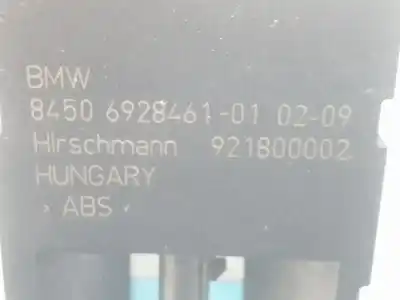 BMW
8450 6928461-01 02-09
Hirschmann 921800002
HUNGARY
> ABS <